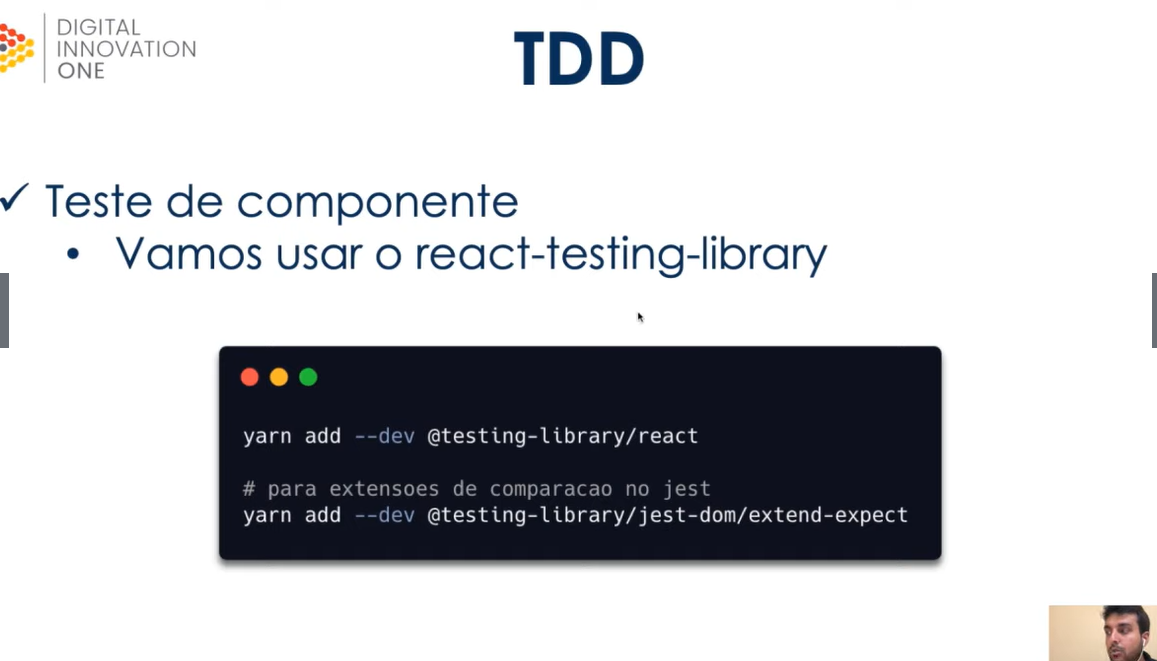 DIGITAL
INNOVATION
ONE
TDD
Teste de componente
Vamos usar o react-testing-library
yarn add --dev @testing-library/react
# para extensoes de comparacao no jest
yarn add --dev @testing-library/jest-dom/extend-expect